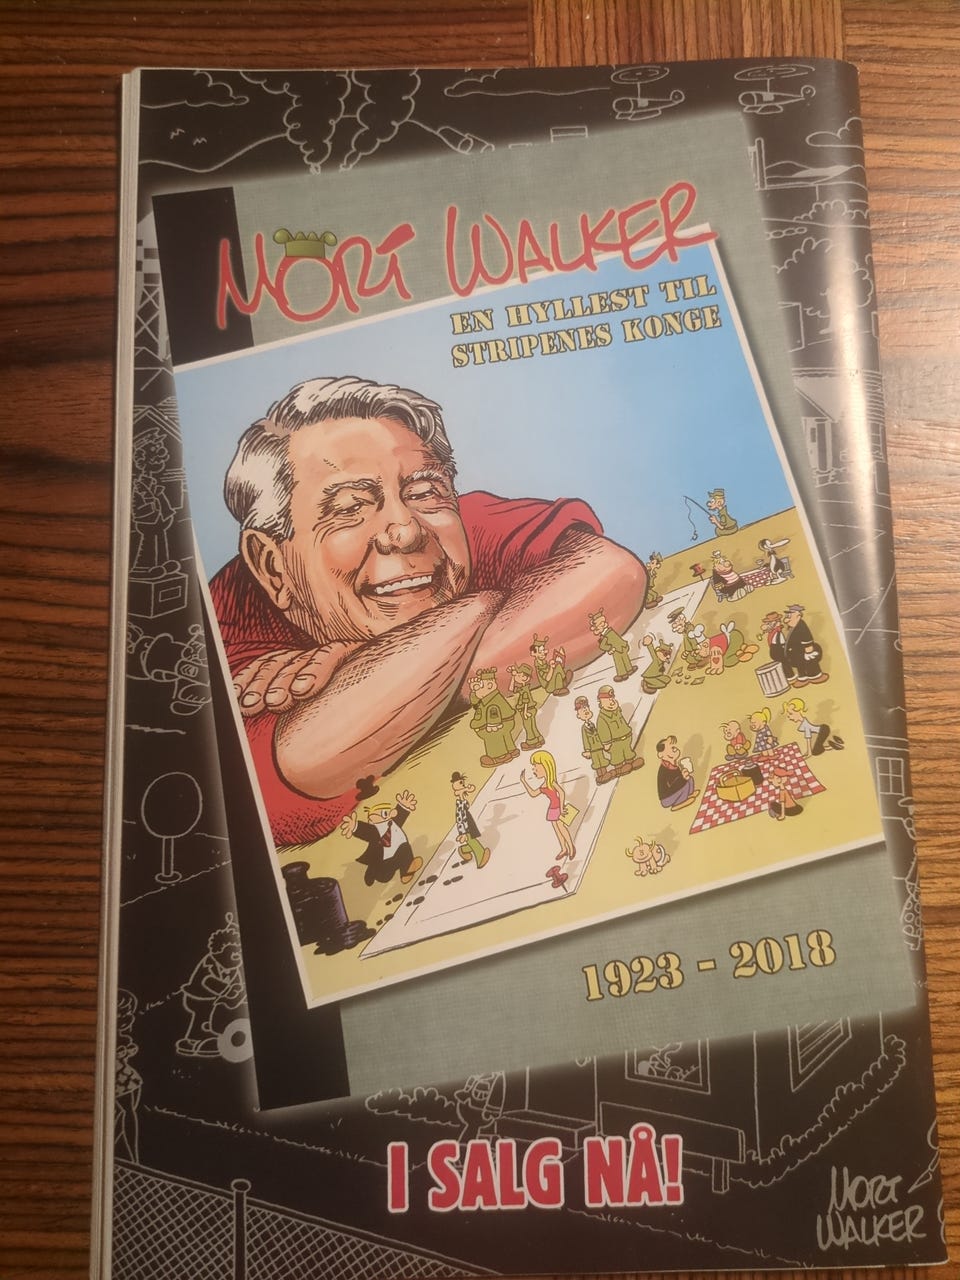 MORT WALKER
EN HYLLEST TIL
STRIPENES KONGE
1923 - 2018
I SALG NÅ!
MORT
WALKER